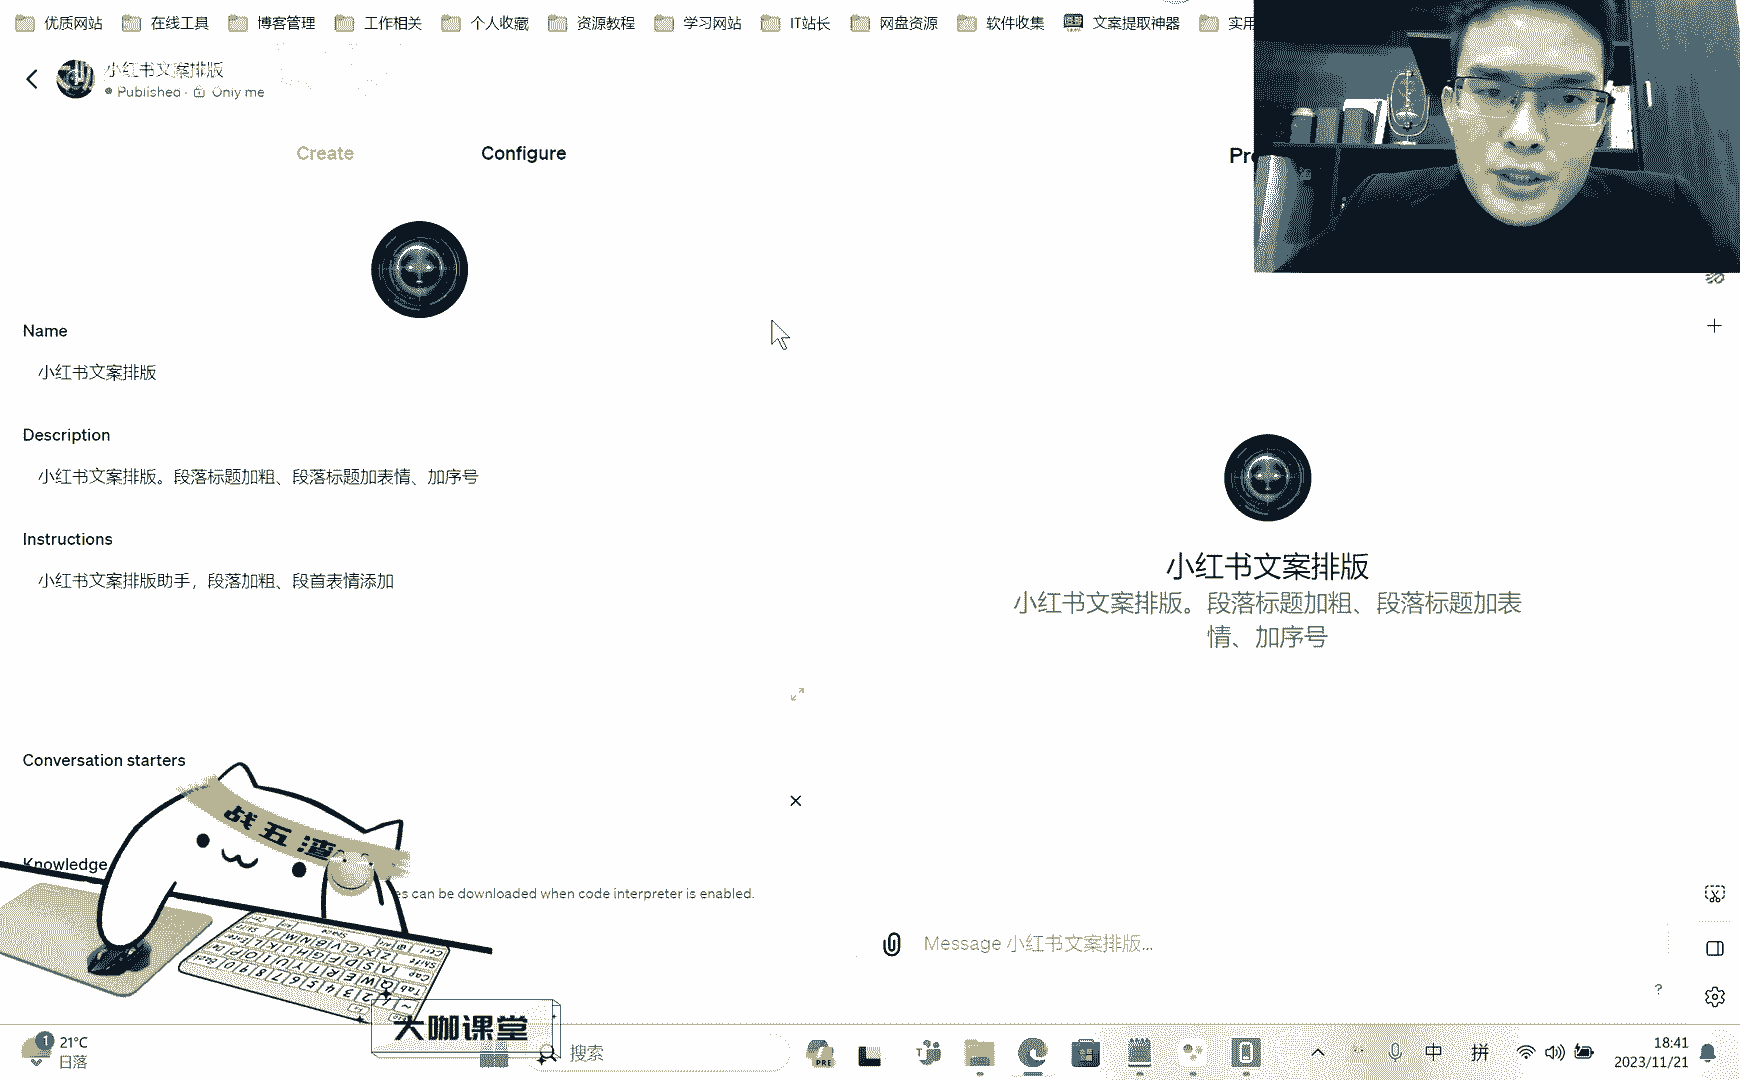 优质网站 在线工具 博客管理 工作相关 个人收藏 资源教程 学习网站 IT站长 网盘资源 软件收集 文案提取神器 实用
小红书文案排版
Published · Only me
Create Configure
Name
小红书文案排版
Description
小红书文案排版。段落标题加粗、段落标题加表情、加序号
Instructions
小红书文案排版助手，段落加粗、段首表情添加
Conversation starters
Knowledge
es can be downloaded when code interpreter is enabled.
小红书文案排版
小红书文案排版。段落标题加粗、段落标题加表
情、加序号
Message 小红书文案排版...
战五渣
大咖课堂
1 21°C
日落
搜索
PRE
中 拼
18:41
2023/11/21